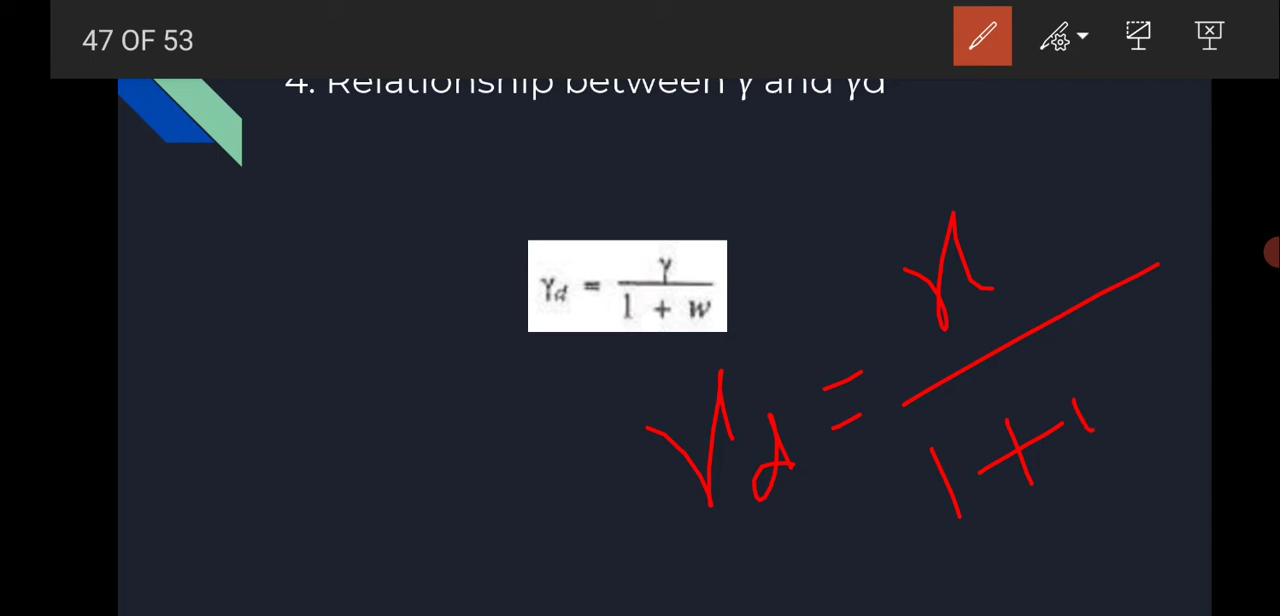 47 OF 53
4. Relationship between γ and γd
γd = γ / 1 + w
γd = γ / 1 +